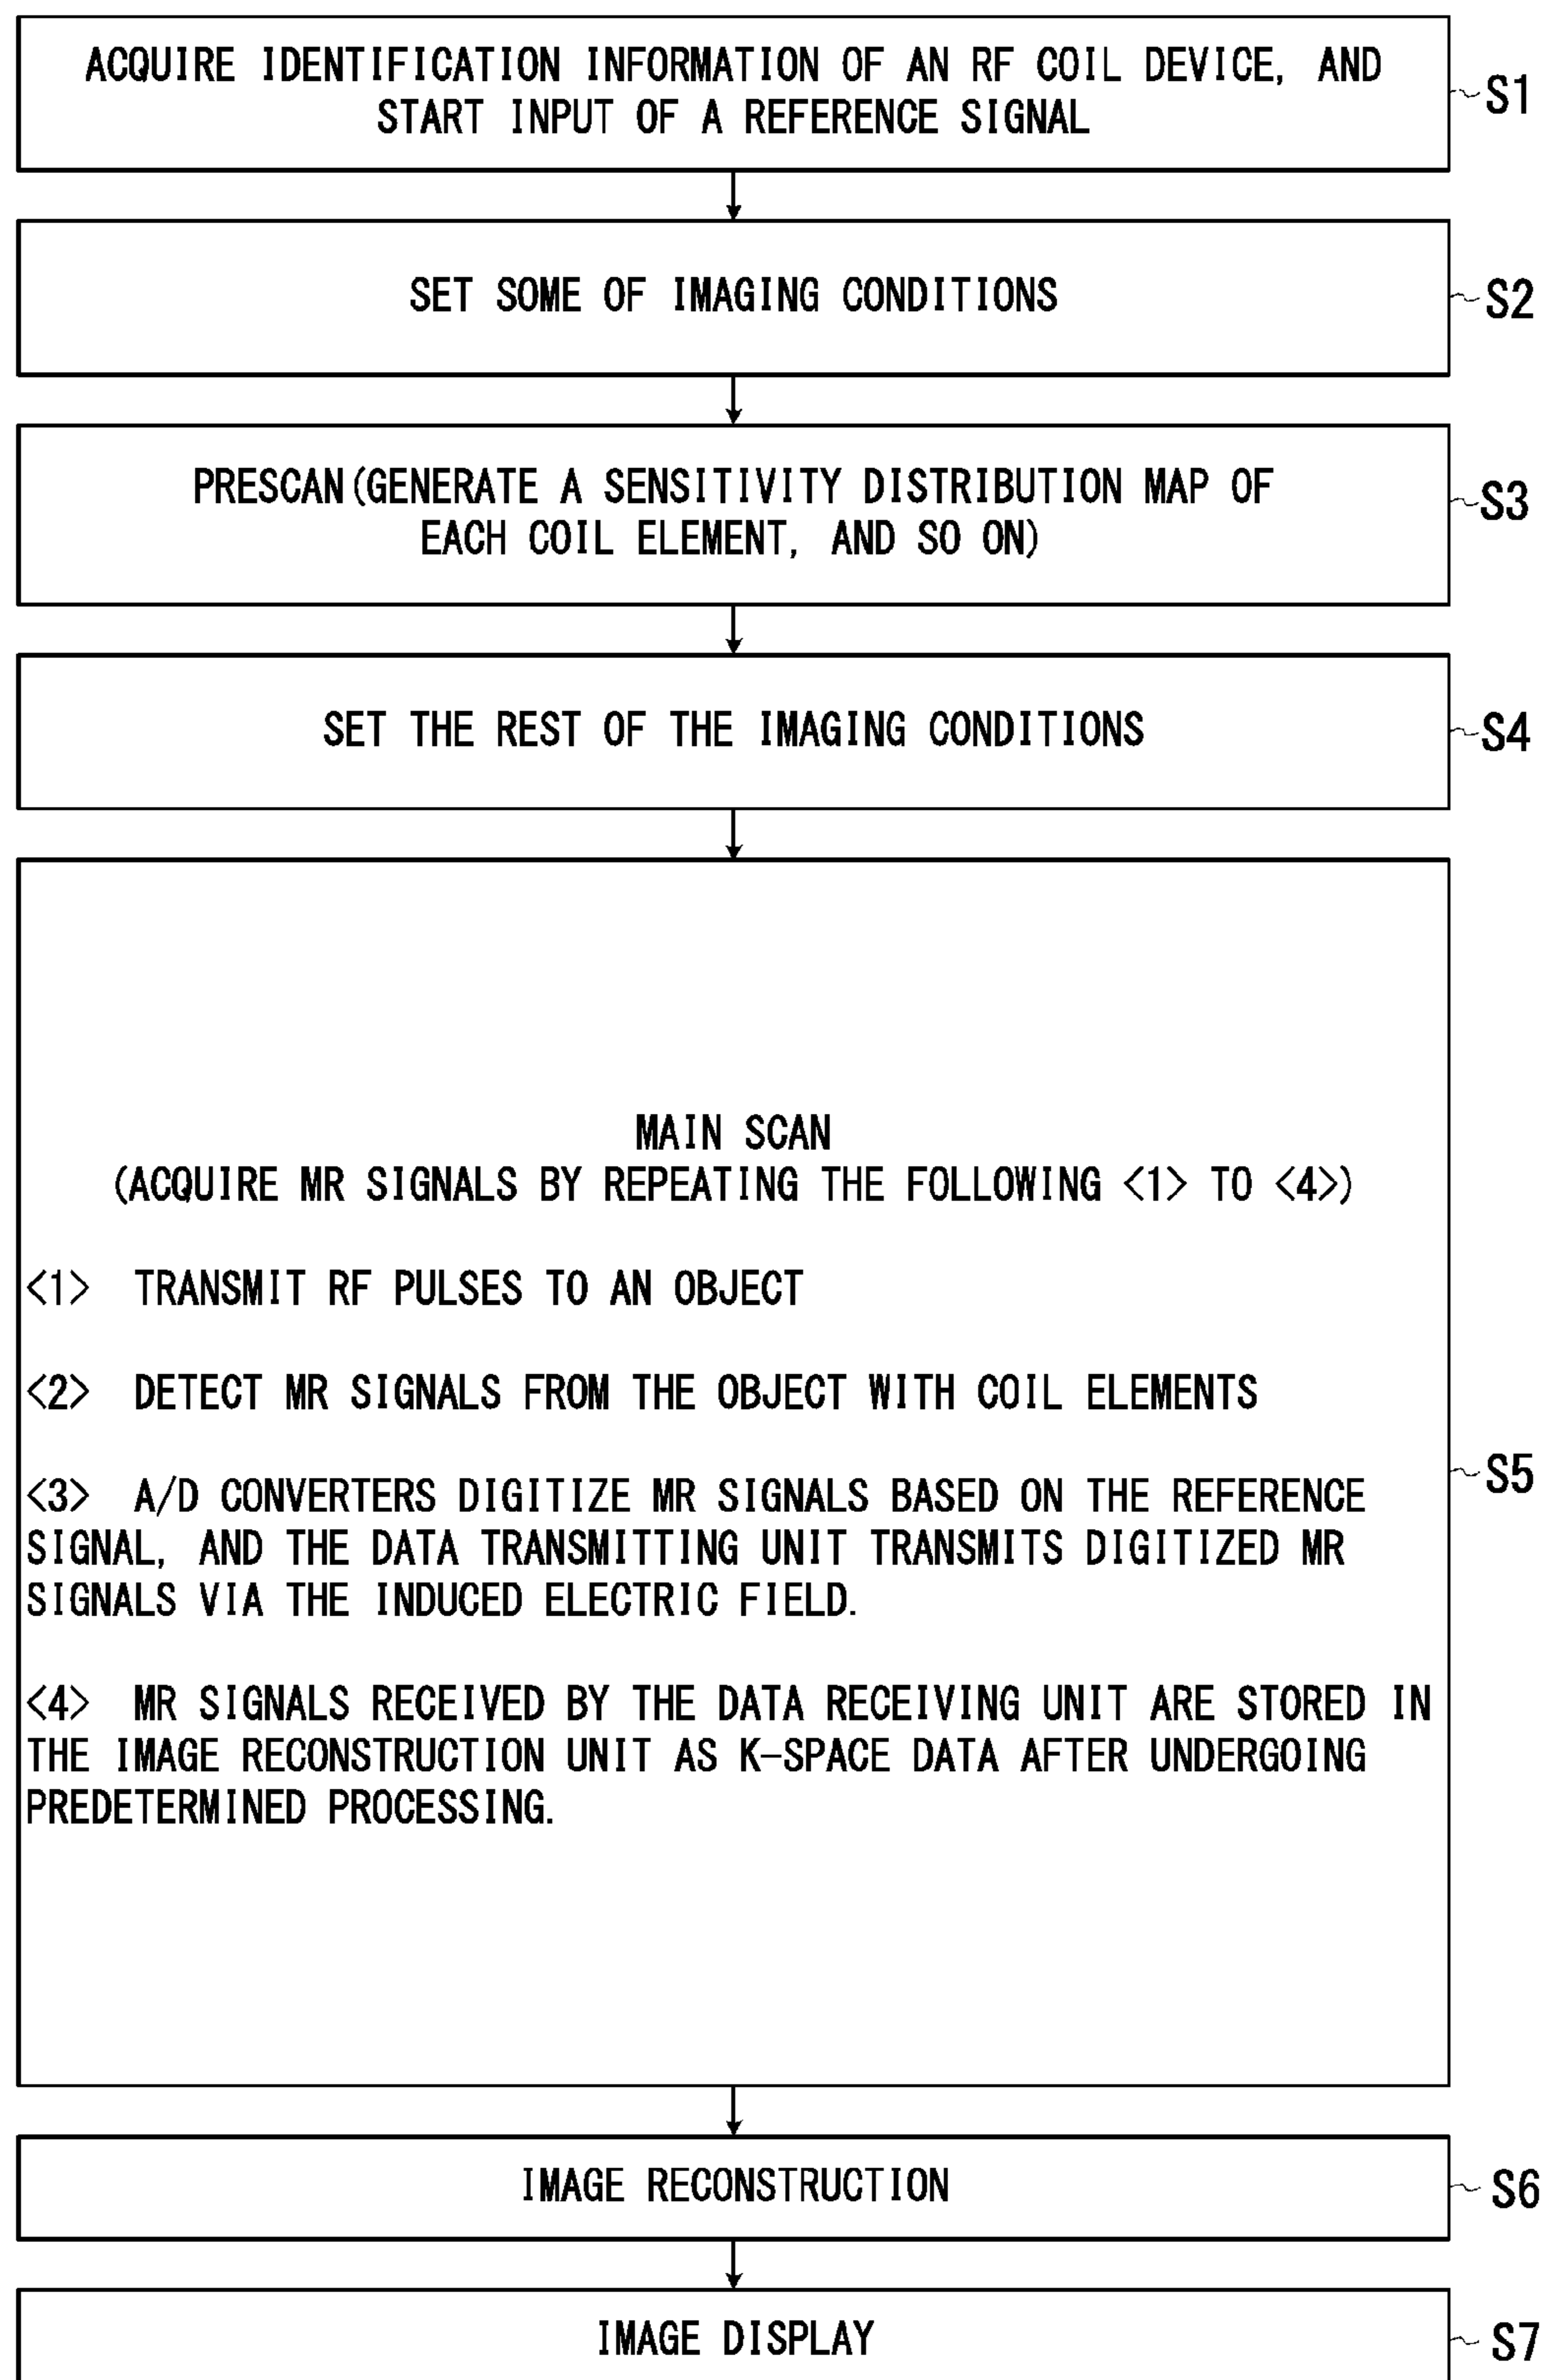 ACQUIRE IDENTIFICATION INFORMATION OF AN RF COIL DEVICE, AND
START INPUT OF A REFERENCE SIGNAL
S1
SET SOME OF IMAGING CONDITIONS
S2
PRESCAN(GENERATE A SENSITIVITY DISTRIBUTION MAP OF
EACH COIL ELEMENT, AND SO ON)
S3
SET THE REST OF THE IMAGING CONDITIONS
S4
MAIN SCAN
(ACQUIRE MR SIGNALS BY REPEATING THE FOLLOWING <1> TO <4>)
<1> TRANSMIT RF PULSES TO AN OBJECT
<2> DETECT MR SIGNALS FROM THE OBJECT WITH COIL ELEMENTS
<3> A/D CONVERTERS DIGITIZE MR SIGNALS BASED ON THE REFERENCE
SIGNAL, AND THE DATA TRANSMITTING UNIT TRANSMITS DIGITIZED MR
SIGNALS VIA THE INDUCED ELECTRIC FIELD.
<4> MR SIGNALS RECEIVED BY THE DATA RECEIVING UNIT ARE STORED IN
THE IMAGE RECONSTRUCTION UNIT AS K-SPACE DATA AFTER UNDERGOING
PREDETERMINED PROCESSING.
S5
IMAGE RECONSTRUCTION
S6
IMAGE DISPLAY
S7